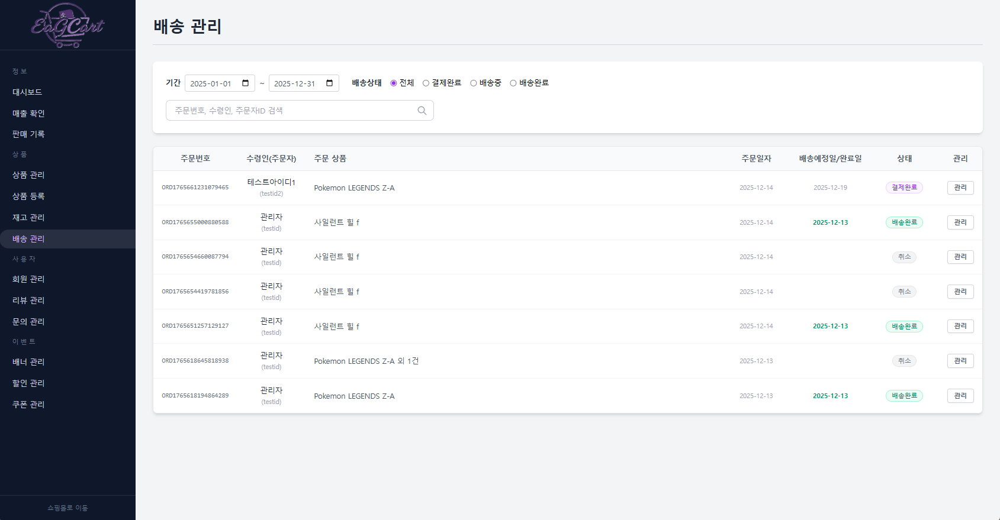 EaGCart
정보
대시보드
매출 확인
판매 기록
상품
상품 관리
상품 등록
재고 관리
배송 관리
사용자
회원 관리
리뷰 관리
문의 관리
이벤트
배너 관리
할인 관리
쿠폰 관리
쇼핑몰로 이동
배송 관리
기간 2025-01-01 ~ 2025-12-31 배송상태 전체 결제완료 배송중 배송완료
주문번호, 수령인, 주문자ID 검색
주문번호 수령인(주문자) 주문 상품 주문일자 배송예정일/완료일 상태 관리
ORD1765661231079465 테스트아이디1 (testid2) Pokemon LEGENDS Z-A 2025-12-14 2025-12-19 결제완료 관리
ORD1765655000880588 관리자 (testid) 사일런트 힐 f 2025-12-14 2025-12-13 배송완료 관리
ORD1765654660087794 관리자 (testid) 사일런트 힐 f 2025-12-14 취소 관리
ORD1765654419781856 관리자 (testid) 사일런트 힐 f 2025-12-14 취소 관리
ORD1765651257129127 관리자 (testid) 사일런트 힐 f 2025-12-14 2025-12-13 배송완료 관리
ORD1765618645818938 관리자 (testid) Pokemon LEGENDS Z-A 외 1건 2025-12-13 취소 관리
ORD1765618194864289 관리자 (testid) Pokemon LEGENDS Z-A 2025-12-13 2025-12-13 배송완료 관리